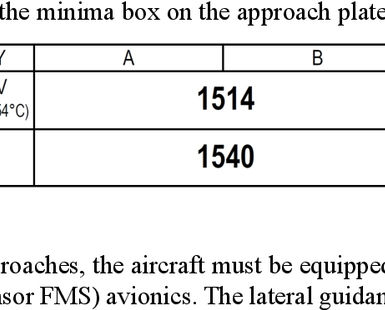 the minima box on the approach plate
Y A B
V 1514
54°C)
1540
roaches, the aircraft must be equipped
nsor FMS) avionics. The lateral guidan